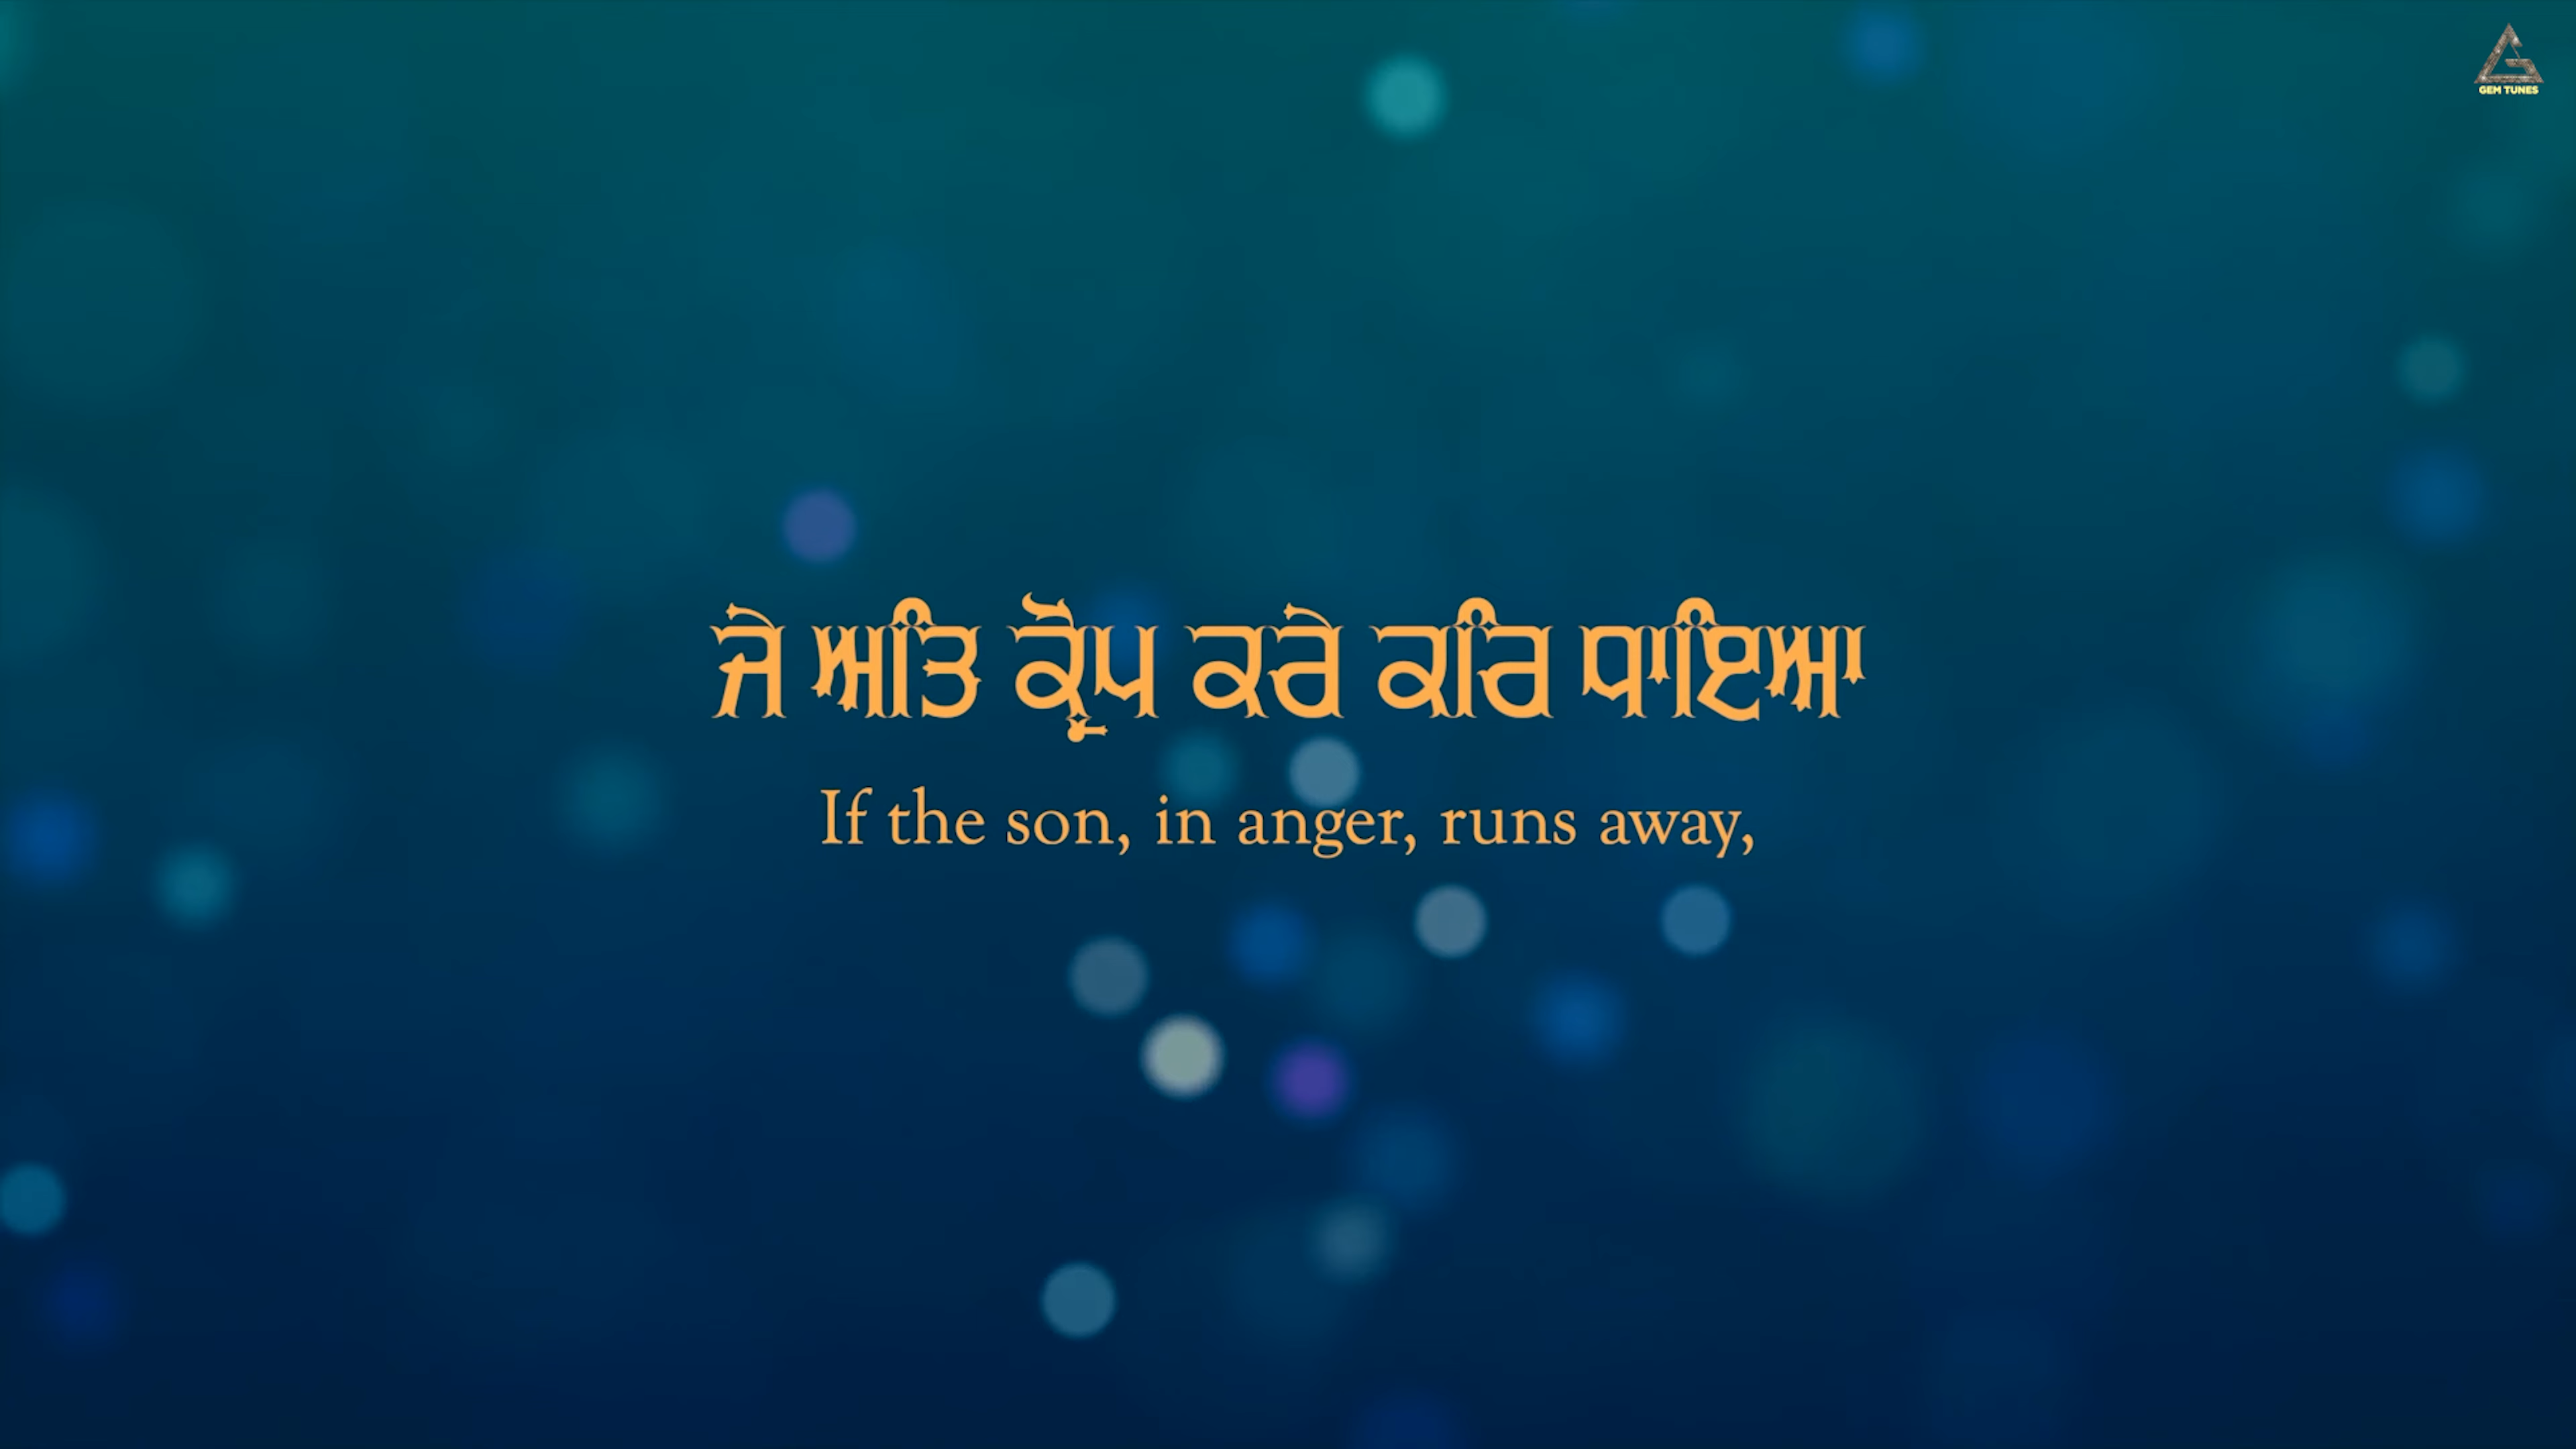 GEM TUNES
ਜੇ ਅਤਿ ਕ੍ਰੋਪ ਕਰੇ ਕਰਿ ਧਾਇਆ
If the son, in anger, runs away,